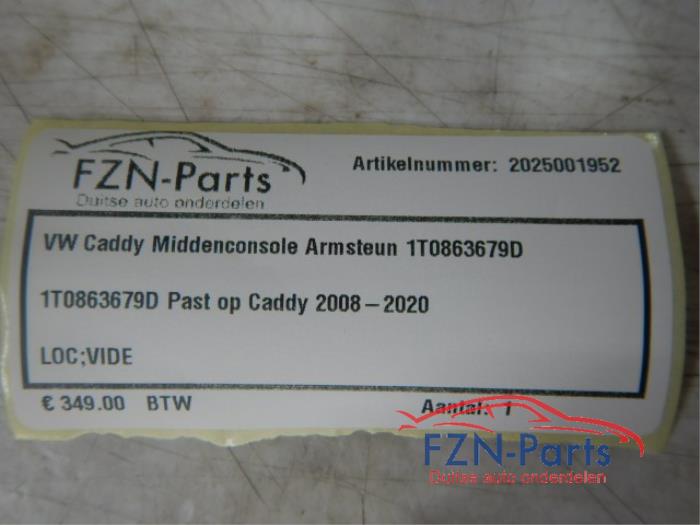 FZN-Parts
Duitse auto onderdelen
Artikelnummer: 2025001952
VW Caddy Middenconsole Armsteun 1T0863679D
1T0863679D Past op Caddy 2008-2020
LOC;VIDE
€ 349.00 BTW
Aantal: 1
FZN-Parts
Duitse auto onderdelen